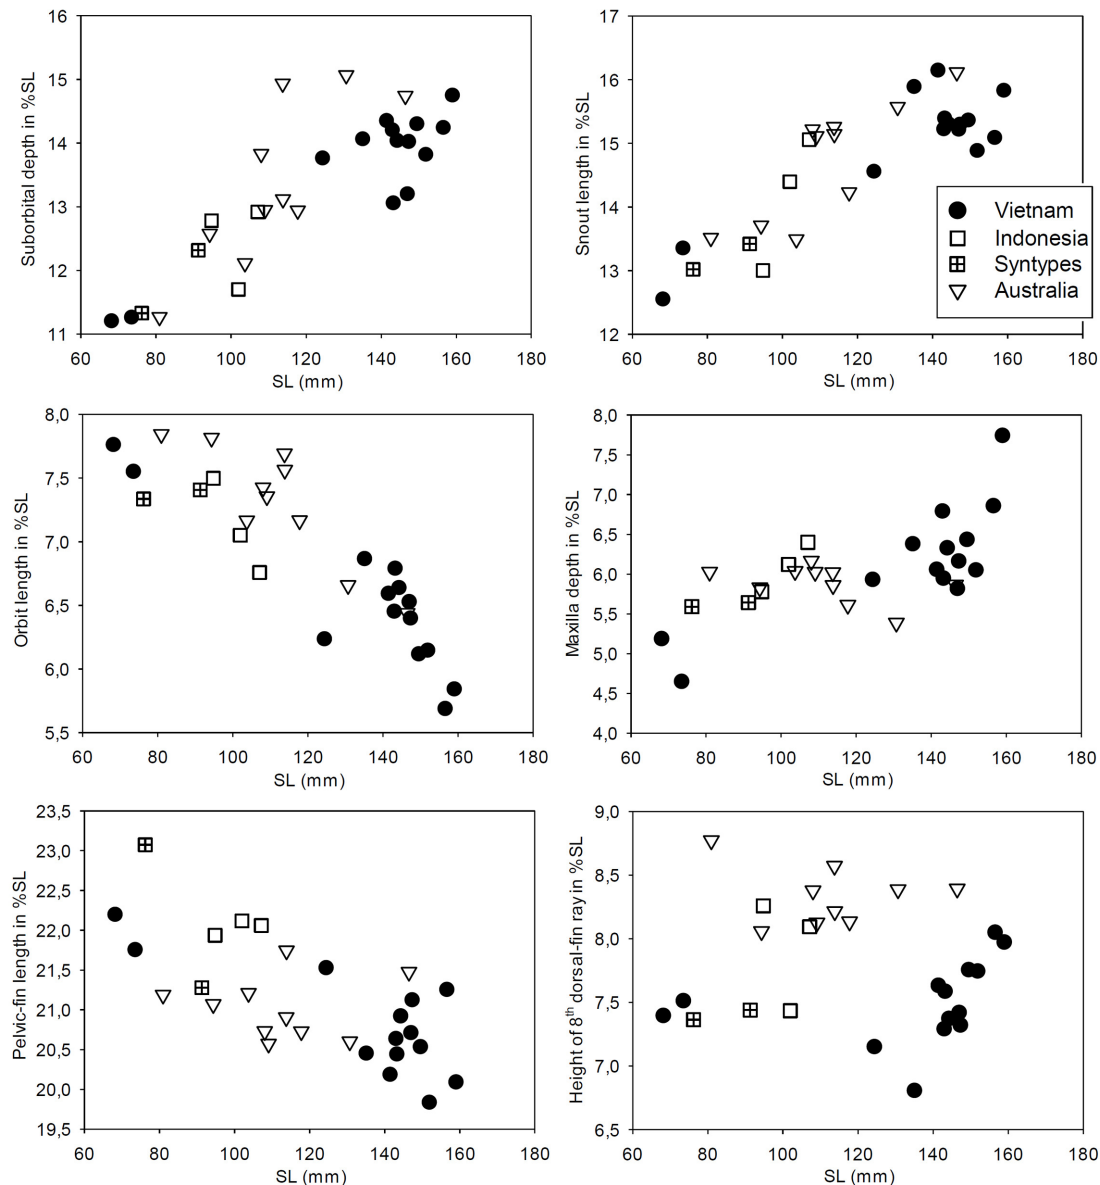 Suborbital depth in %SL
16
15
14
13
12
11
60 80 100 120 140 160 180
SL (mm)
Snout length in %SL
17
16
15
14
13
12
60 80 100 120 140 160 180
SL (mm)
Vietnam
Indonesia
Syntypes
Australia
Orbit length in %SL
8,0
7,5
7,0
6,5
6,0
5,5
60 80 100 120 140 160 180
SL (mm)
Maxilla depth in %SL
8,0
7,5
7,0
6,5
6,0
5,5
5,0
4,5
4,0
60 80 100 120 140 160 180
SL (mm)
Pelvic-fin length in %SL
23,5
23,0
22,0
21,5
21,0
20,5
20,0
19,5
60 80 100 120 140 160 180
SL (mm)
Height of 8th dorsal-fin ray in %SL
9,0
8,5
8,0
7,5
7,0
6,5
60 80 100 120 140 160 180
SL (mm)